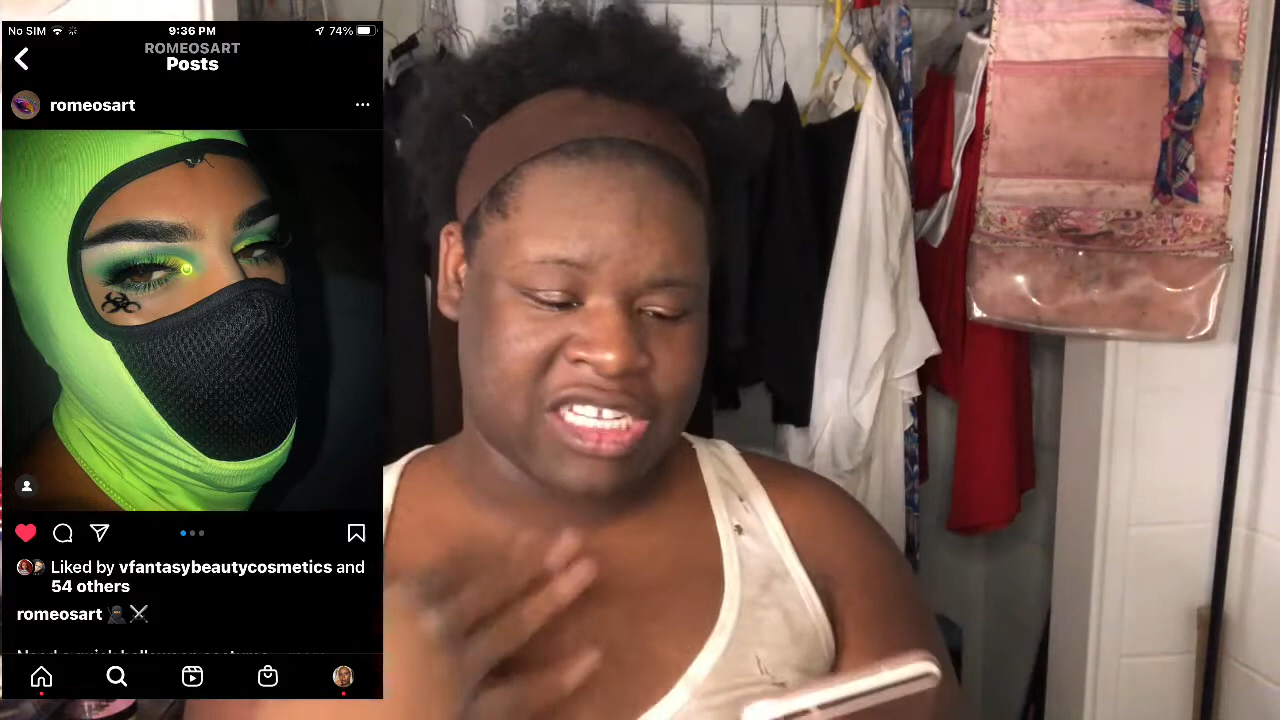 No SIM 9:36 PM 74%
ROMEOSART
Posts
romeosart
Liked by vfantasybeautycosmetics and
54 others
romeosart